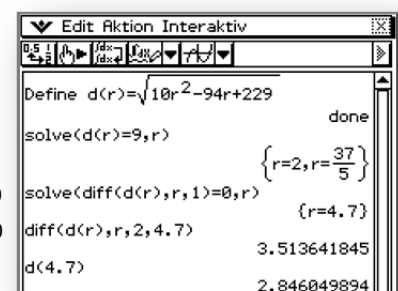 Edit Aktion Interaktiv
Define d(r)=√10r²-94r+229
done
solve(d(r)=9,r)
{r=2,r=37/5}
solve(diff(d(r),r,1)=0,r)
{r=4.7}
diff(d(r),r,2,4.7)
3.513641845
d(4.7)
2.846049894